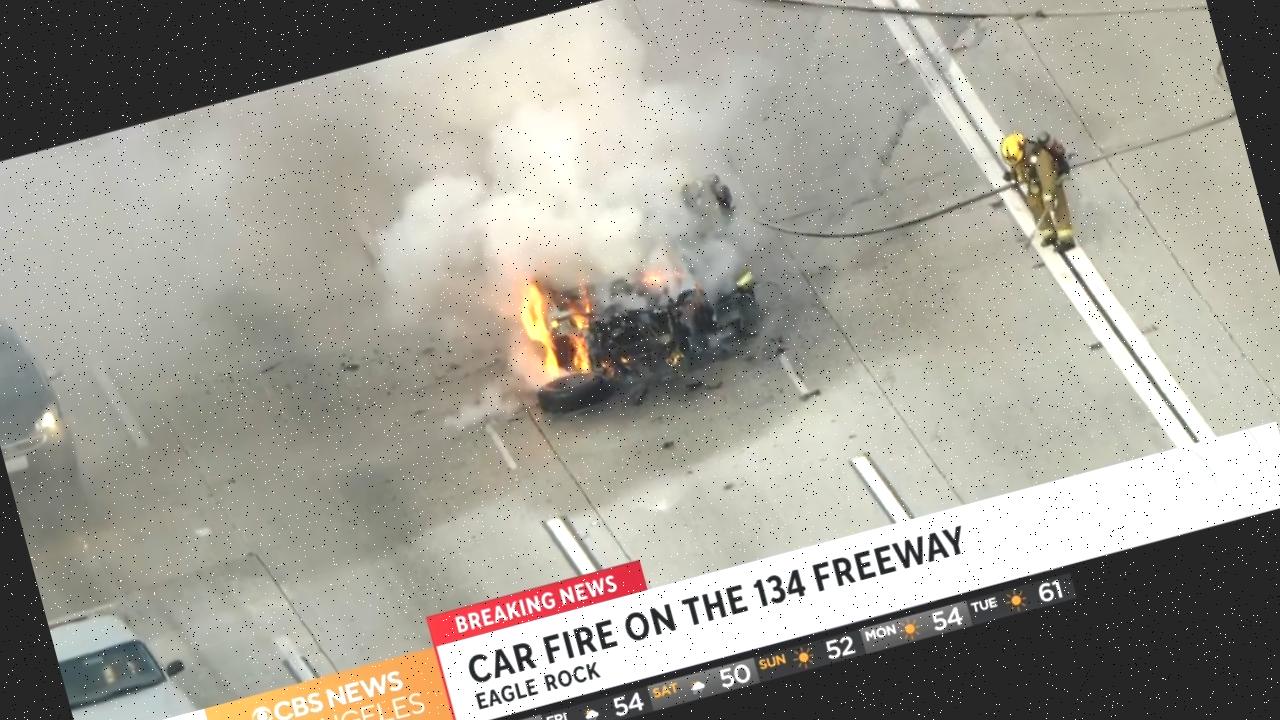 BREAKING NEWS
CAR FIRE ON THE 134 FREEWAY
EAGLE ROCK
CBS NEWS
FRI 54 SAT 50 SUN 52 MON 54 TUE 61